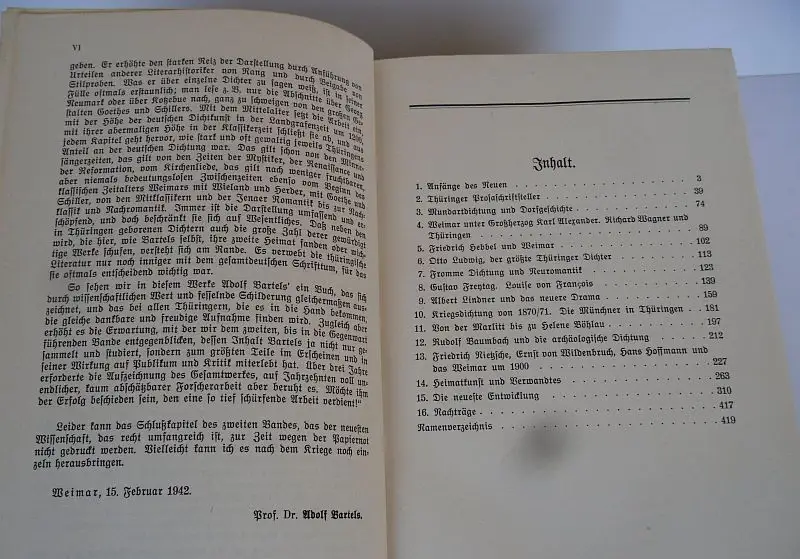 VI
geben. Er erhöhte den starken Reiz der Darstellung durch Anführung von
Urteilen anderer Literarhistoriker von Rang und durch Beigabe von
Stilproben. Was er über einzelne Dichter zu sagen weiß, ist in seiner
Fülle oftmals erstaunlich; man lese z. B. nur die Abschnitte über Georg
Neumark oder über Kotzebue nach, ganz zu schweigen von den großen Ge-
stalten Goethes und Schillers. Mit dem Mittelalter setzt die Arbeit ein,
mit der Höhe der deutschen Dichtkunst in der Landgrafenzeit um 1200,
mit ihrer abermaligen Höhe in der Klassikerzeit schließt sie ab, und aus
jedem Kapitel geht hervor, wie stark und oft gewaltig jeweils Thüringens
Anteil an der deutschen Dichtung war. Das gilt schon von den Minne-
sängerzeiten, das gilt von den Zeiten der Mystiker, der Renaissance und
der Reformation, vom Kirchenliede, das gilt nach weniger fruchtbaren,
aber niemals bedeutungslosen Zwischenzeiten ebenso vom Beginn des
klassischen Zeitalters Weimars mit Wieland und Herder, mit Goethe und
Schiller, von den Mitklassikern und der Jenaer Romantik bis zur Nach-
klassik und Nachromantik. Immer ist die Darstellung umfassend und er-
schöpfend, und doch beschränkt sie sich auf Wesentliches. Daß neben den
in Thüringen geborenen Dichtern auch die große Zahl derer gewürdigt
wird, die hier, wie Bartels selbst, ihre zweite Heimat fanden oder wich-
tige Werke schufen, versteht sich am Rande. Es verwebt die thüringische
Literatur nur noch inniger mit dem gesamtdeutschen Schrifttum, für das
sie oftmals entscheidend wichtig war.
So sehen wir in diesem Werke Adolf Bartels' ein Buch, das sich
durch wissenschaftlichen Wert und fesselnde Schilderung gleichermaßen aus-
zeichnet, und das bei allen Thüringern, die es in die Hand bekommen,
die gleiche dankbare und freudige Aufnahme finden wird. Zugleich aber
erhöht es die Erwartung, mit der wir dem zweiten, bis in die Gegenwart
führenden Bande entgegenblicken, dessen Inhalt Bartels ja nicht nur ge-
sammelt und studiert, sondern zum größten Teile im Erscheinen und in
seiner Wirkung auf Publikum und Kritik miterlebt hat. Über drei Jahre
erforderte die Aufzeichnung des Gesamtwerkes, auf Jahrzehnten voll un-
endlicher, kaum abschätzbarer Forscherarbeit aber beruht es. Möchte ihm
der Erfolg beschieden sein, den eine so tief schürfende Arbeit verdient!"
Leider kann das Schlußkapitel des zweiten Bandes, das der neuesten
Wissenschaft, das recht umfangreich ist, zur Zeit wegen der Papiernot
nicht gedruckt werden. Vielleicht kann ich es nach dem Kriege noch ein-
zeln herausbringen.
Weimar, 15. Februar 1942.
Prof. Dr. Adolf Bartels.
Inhalt.
1. Anfänge des Neuen . . . 3
2. Thüringer Prosaschriftsteller . . . 39
3. Mundartdichtung und Dorfgeschichte . . . 74
4. Weimar unter Großherzog Karl Alexander. Richard Wagner und
Thüringen . . . 89
5. Friedrich Hebbel und Weimar . . . 102
6. Otto Ludwig, der größte Thüringer Dichter . . . 113
7. Fromme Dichtung und Neuromantik . . . 123
8. Gustav Freytag. Louise von François . . . 139
9. Albert Lindner und das neuere Drama . . . 159
10. Kriegsdichtung von 1870/71. Die Münchner in Thüringen . . . 181
11. Von der Marlitt bis zu Helene Böhlau . . . 197
12. Rudolf Baumbach und die archäologische Dichtung . . . 212
13. Friedrich Nietzsche, Ernst von Wildenbruch, Hans Hoffmann und
das Weimar um 1900 . . . 227
14. Heimatkunst und Verwandtes . . . 263
15. Die neueste Entwicklung . . . 310
16. Nachträge . . . 417
Namenverzeichnis . . . 419